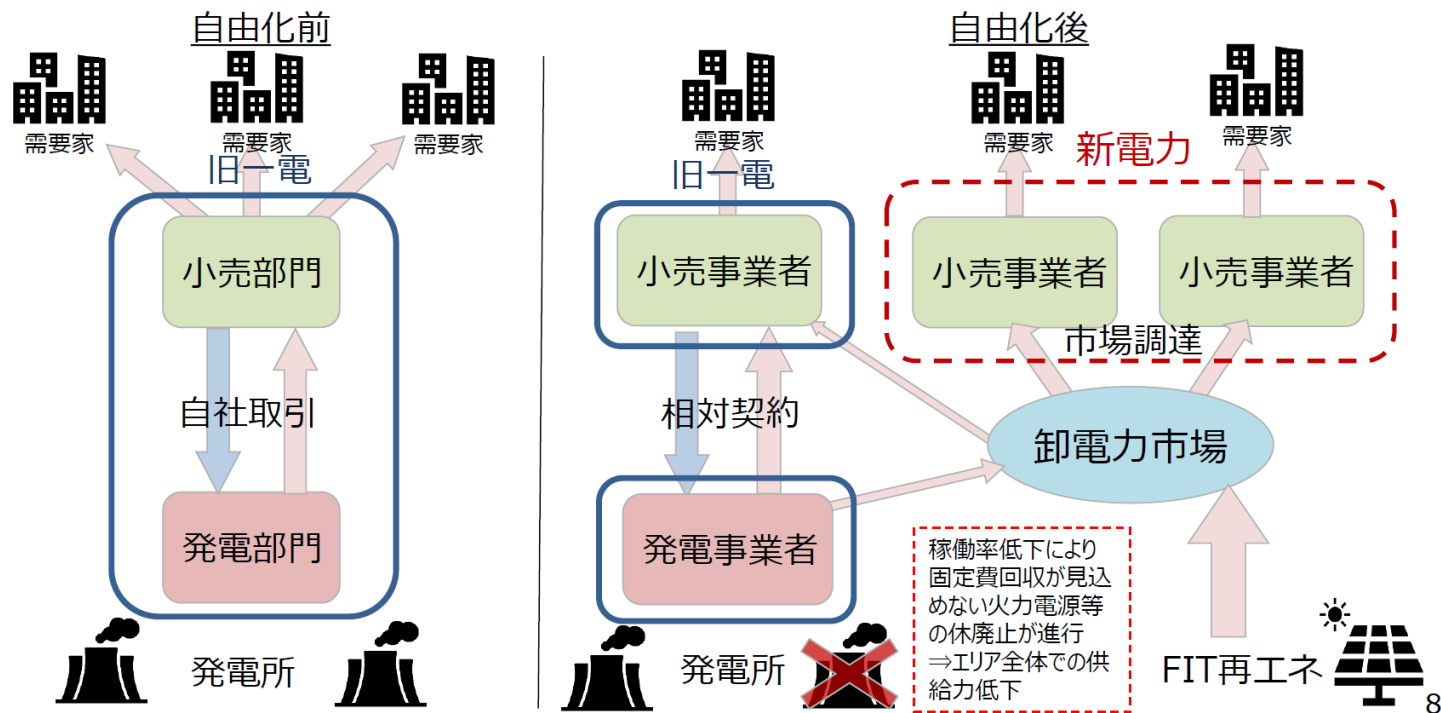 自由化前
需要家
需要家
需要家
旧一電
小売部門
自社取引
発電部門
発電所
自由化後
需要家
需要家
需要家
旧一電
新電力
小売事業者
小売事業者
小売事業者
市場調達
相対契約
卸電力市場
発電事業者
稼働率低下により
固定費回収が見込
めない火力電源等
の休廃止が進行
⇒エリア全体での供
給力低下
発電所
FIT再エネ
8